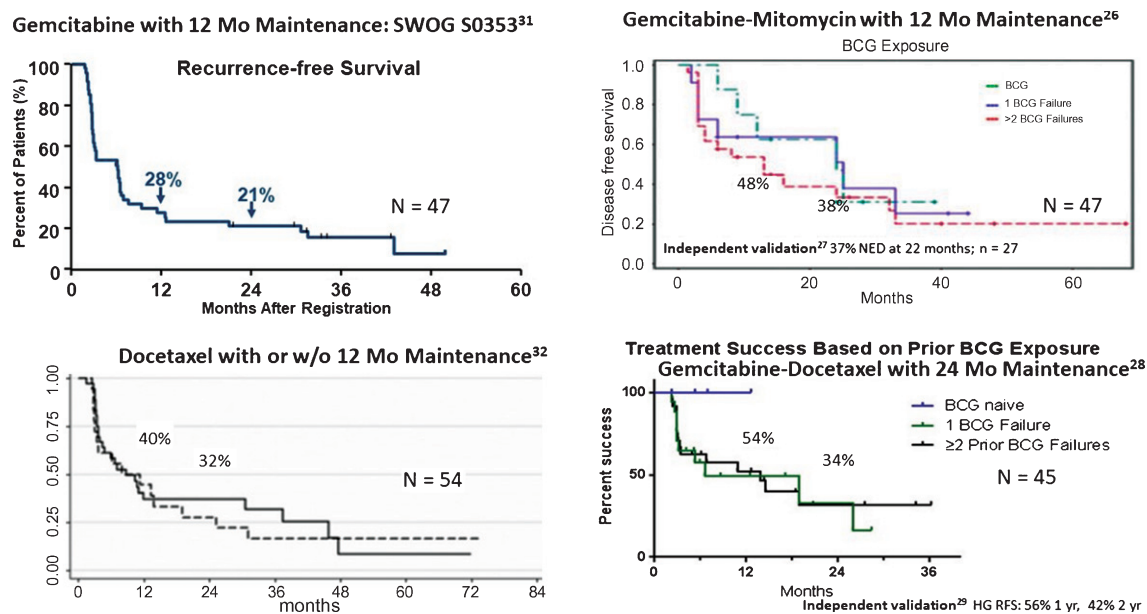 Gemcitabine with 12 Mo Maintenance: SWOG S0353³¹
Recurrence-free Survival
Percent of Patients (%)
100
80
60
40
20
0
28%
21%
N = 47
0 12 24 36 48 60
Months After Registration
Gemcitabine-Mitomycin with 12 Mo Maintenance²⁶
BCG Exposure
Disease free servival
1.0
0.8
0.6
0.4
0.2
0.0
BCG
1 BCG Failure
>2 BCG Failures
48%
38%
N = 47
Independent validation²⁷ 37% NED at 22 months; n = 27
0 20 40 60
Months
Docetaxel with or w/o 12 Mo Maintenance³²
1.00
0.75
0.50
0.25
0.00
40%
32%
N = 54
0 12 24 36 48 60 72 84
months
Treatment Success Based on Prior BCG Exposure
Gemcitabine-Docetaxel with 24 Mo Maintenance²⁸
Percent success
100
50
0
BCG naive
1 BCG Failure
≥2 Prior BCG Failures
54%
34%
N = 45
0 12 24 36
Months
Independent validation²⁹ HG RFS: 56% 1 yr, 42% 2 yr